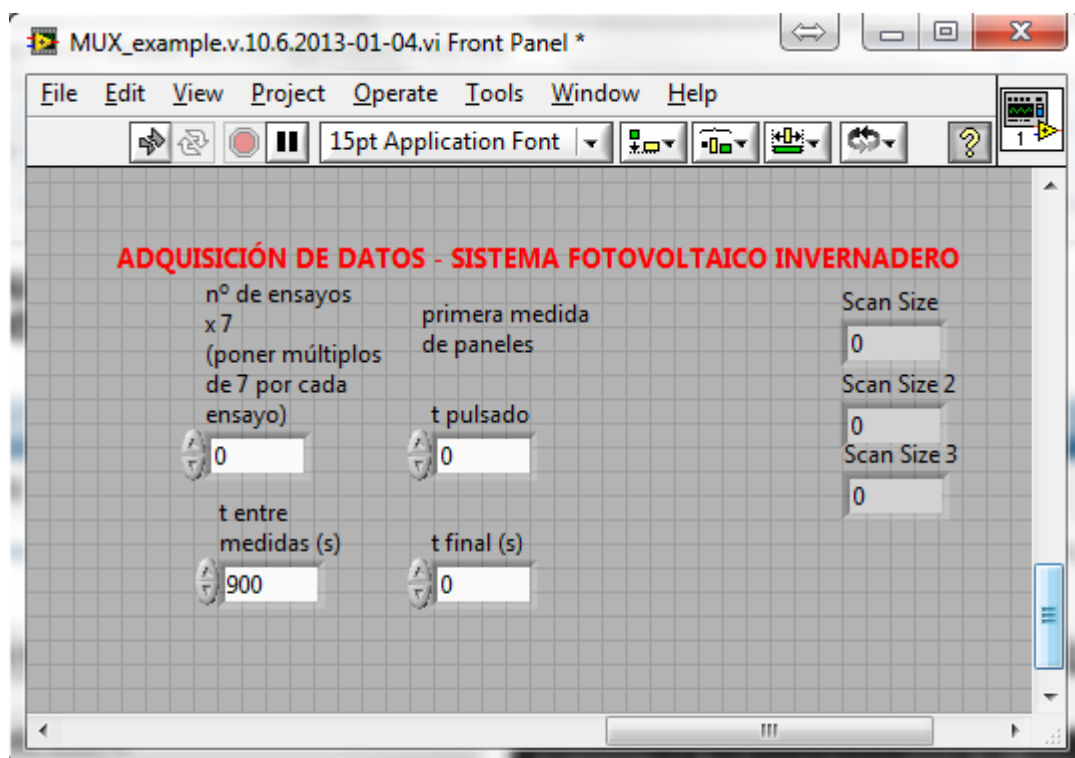 MUX_example.v.10.6.2013-01-04.vi Front Panel *
File Edit View Project Operate Tools Window Help
15pt Application Font
1
ADQUISICIÓN DE DATOS - SISTEMA FOTOVOLTAICO INVERNADERO
nº de ensayos
x 7
(poner múltiplos
de 7 por cada
ensayo)
0
primera medida
de paneles
t pulsado
0
Scan Size
0
Scan Size 2
0
Scan Size 3
0
t entre
medidas (s)
900
t final (s)
0